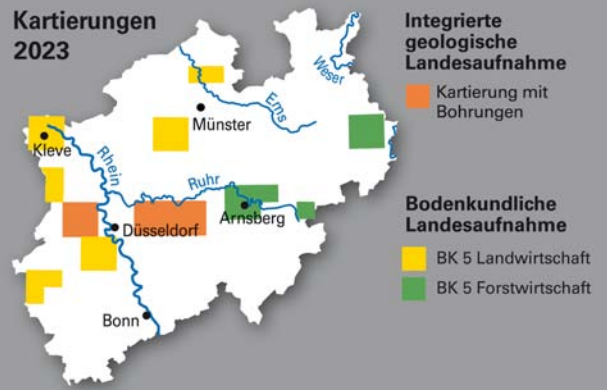 Kartierungen
2023
Integrierte
geologische
Landesaufnahme
Kartierung mit
Bohrungen
Weser
Ems
Münster
Kleve
Rhein
Ruhr
Arnsberg
Düsseldorf
Bodenkundliche
Landesaufnahme
BK 5 Landwirtschaft
BK 5 Forstwirtschaft
Bonn